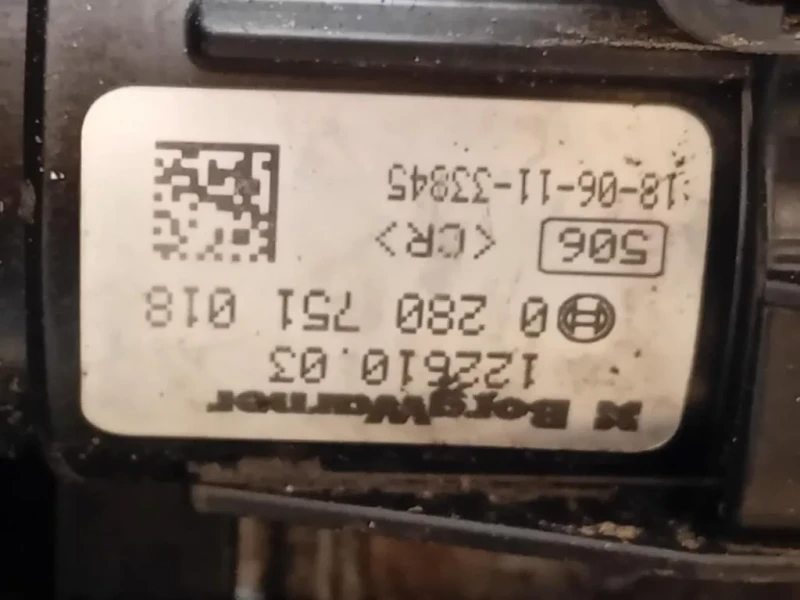 BorgWarner
122610.03
0 280 751 018
506 <CR>
18-06-11-33845